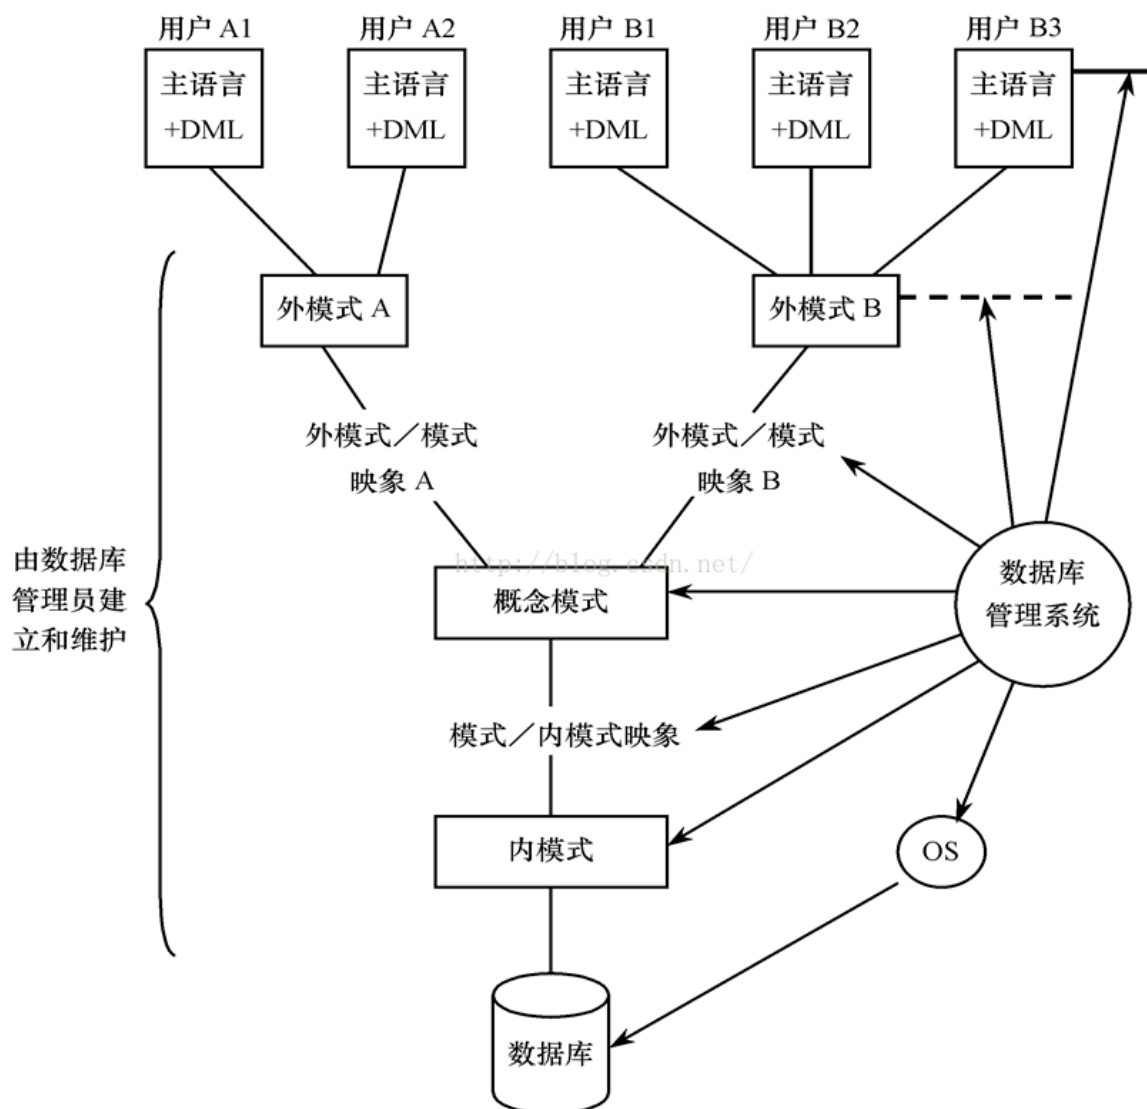 用户 A1
用户 A2
用户 B1
用户 B2
用户 B3
主语言
+DML
主语言
+DML
主语言
+DML
主语言
+DML
主语言
+DML
外模式 A
外模式 B
外模式／模式
映象 A
外模式／模式
映象 B
由数据库
管理员建
立和维护
http://blog.csdn.net/
概念模式
数据库
管理系统
模式／内模式映象
内模式
OS
数据库